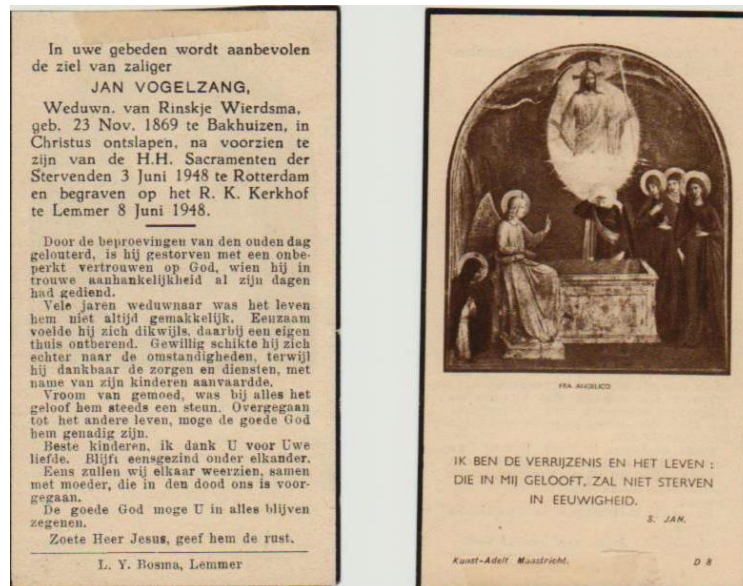 In uwe gebeden wordt aanbevolen
de ziel van zaliger
JAN VOGELZANG,
Weduwn. van Rinskje Wierdsma,
geb. 23 Nov. 1869 te Bakhuizen, in
Christus ontslapen, na voorzien te
zijn van de H.H. Sacramenten der
Stervenden 3 Juni 1948 te Rotterdam
en begraven op het R. K. Kerkhof
te Lemmer 8 Juni 1948.
Door de beproevingen van den ouden dag
gelouterd, is hij gestorven met een onbe-
perkt vertrouwen op God, wien hij in
trouwe aanhankelijkheid al zijn dagen
had gediend.
Vele jaren weduwnaar was het leven
hem niet altijd gemakkelijk. Eenzaam
voelde hij zich dikwijls, daarbij een eigen
thuis ontberend. Gewillig schikte hij zich
echter naar de omstandigheden, terwijl
hij dankbaar de zorgen en diensten, met
name van zijn kinderen aanvaardde.
Vroom van gemoed, was bij alles het
geloof hem steeds een steun. Overgegaan
tot het andere leven, moge de goede God
hem genadig zijn.
Beste kinderen, ik dank U voor Uwe
liefde. Blijft eensgezind onder elkander.
Eens zullen wij elkaar weerzien, samen
met moeder, die in den dood ons is voor-
gegaan.
De goede God moge U in alles blijven
zegenen.
Zoete Heer Jesus, geef hem de rust.
L. Y. Bosma, Lemmer
FRA ANGELICO
IK BEN DE VERRIJZENIS EN HET LEVEN :
DIE IN MIJ GELOOFT, ZAL NIET STERVEN
IN EEUWIGHEID.
S. JAN.
Kunst-Adelt Maastricht. D 8